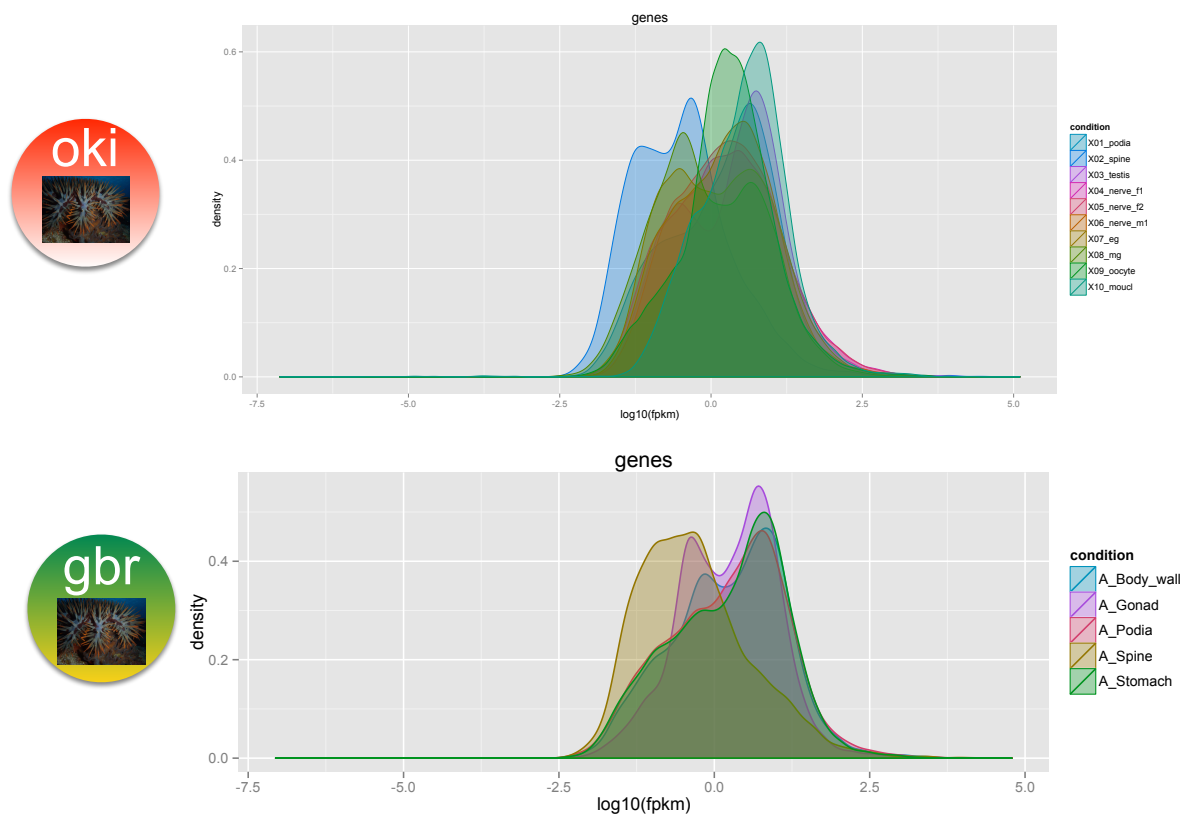 genes
oki
0.6
0.4
0.2
0.0
density
-7.5 -5.0 -2.5 0.0 2.5 5.0
log10(fpkm)
condition
X01_podia
X02_spine
X03_testis
X04_nerve_f1
X05_nerve_f2
X06_nerve_m1
X07_eg
X08_mg
X09_oocyte
X10_moucl
genes
gbr
0.4
0.2
0.0
density
-7.5 -5.0 -2.5 0.0 2.5 5.0
log10(fpkm)
condition
A_Body_wall
A_Gonad
A_Podia
A_Spine
A_Stomach